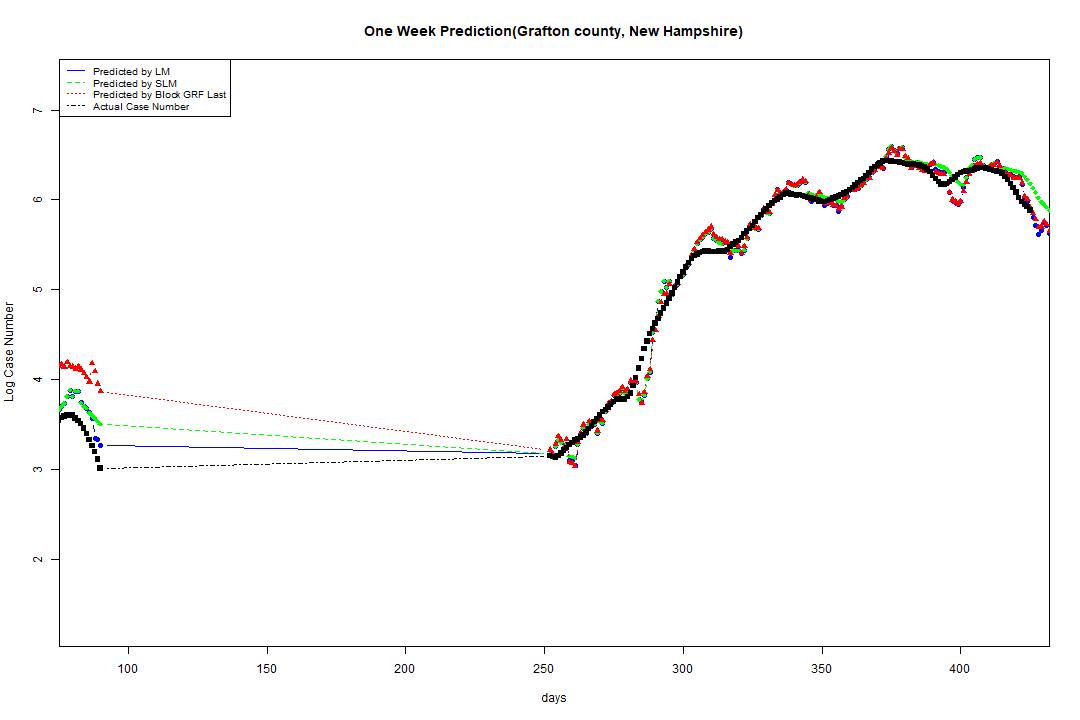 One Week Prediction(Grafton county, New Hampshire)
Predicted by LM
Predicted by SLM
Predicted by Block GRF Last
Actual Case Number
7
6
5
4
3
2
Log Case Number
100 150 200 250 300 350 400
days